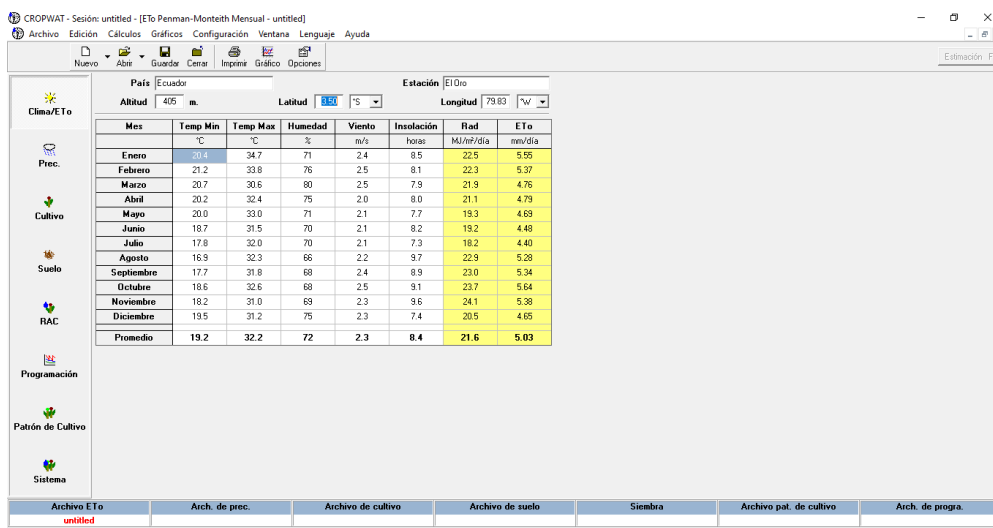 CROPWAT - Sesión: untitled - [ETo Penman-Monteith Mensual - untitled]
Archivo Edición Cálculos Gráficos Configuración Ventana Lenguaje Ayuda
Nuevo Abrir Guardar Cerrar Imprimir Gráfico Opciones Estimación F
País Ecuador Estación El Oro
Altitud 405 m. Latitud 3.50 °S Longitud 79.83 °W
Mes Temp Min Temp Max Humedad Viento Insolación Rad ETo
°C °C % m/s horas MJ/m²/día mm/día
Enero 20.4 34.7 71 2.4 8.5 22.5 5.55
Febrero 21.2 33.8 76 2.5 8.1 22.3 5.37
Marzo 20.7 30.6 80 2.5 7.9 21.9 4.76
Abril 20.2 32.4 75 2.0 8.0 21.1 4.79
Mayo 20.0 33.0 71 2.1 7.7 19.3 4.69
Junio 18.7 31.5 70 2.1 8.2 19.2 4.48
Julio 17.8 32.0 70 2.1 7.3 18.2 4.40
Agosto 16.9 32.3 66 2.2 9.7 22.9 5.28
Septiembre 17.7 31.8 68 2.4 8.9 23.0 5.34
Octubre 18.6 32.6 68 2.5 9.1 23.7 5.64
Noviembre 18.2 31.0 69 2.3 9.6 24.1 5.38
Diciembre 19.5 31.2 75 2.3 7.4 20.5 4.65
Promedio 19.2 32.2 72 2.3 8.4 21.6 5.03
Clima/ETo
Prec.
Cultivo
Suelo
RAC
Programación
Patrón de Cultivo
Sistema
Archivo ETo Arch. de prec. Archivo de cultivo Archivo de suelo Siembra Archivo pat. de cultivo Arch. de progra.
untitled